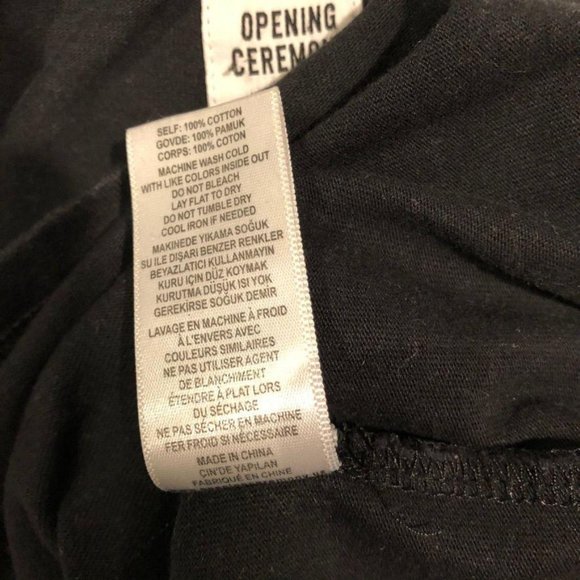 OPENING
SELF: 100% COTTON
GOVDE: 100% PAMUK
CORPS: 100% COTON
MACHINE WASH COLD
WITH LIKE COLORS INSIDE OUT
DO NOT BLEACH
LAY FLAT TO DRY
DO NOT TUMBLE DRY
COOL IRON IF NEEDED
MAKINEDE YIKAMA SOĞUK
SU ILE DIŞARI BENZER RENKLER
BEYAZLATICI KULLANMAYIN
KURU IÇIN DÜZ KOYMAK
KURUTMA DÜŞÜK ISI YOK
GEREKIRSE SOĞUK DEMIR
LAVAGE EN MACHINE À FROID
À L'ENVERS AVEC
COULEURS SIMILAIRES
NE PAS UTILISER AGENT
DE BLANCHIMENT
ÉTENDRE À PLAT LORS
DU SÉCHAGE
NE PAS SÉCHER EN MACHINE
FER FROID SI NÉCESSAIRE
MADE IN CHINA
ÇIN'DE YAPILAN
FABRIQUÉ EN CHINE